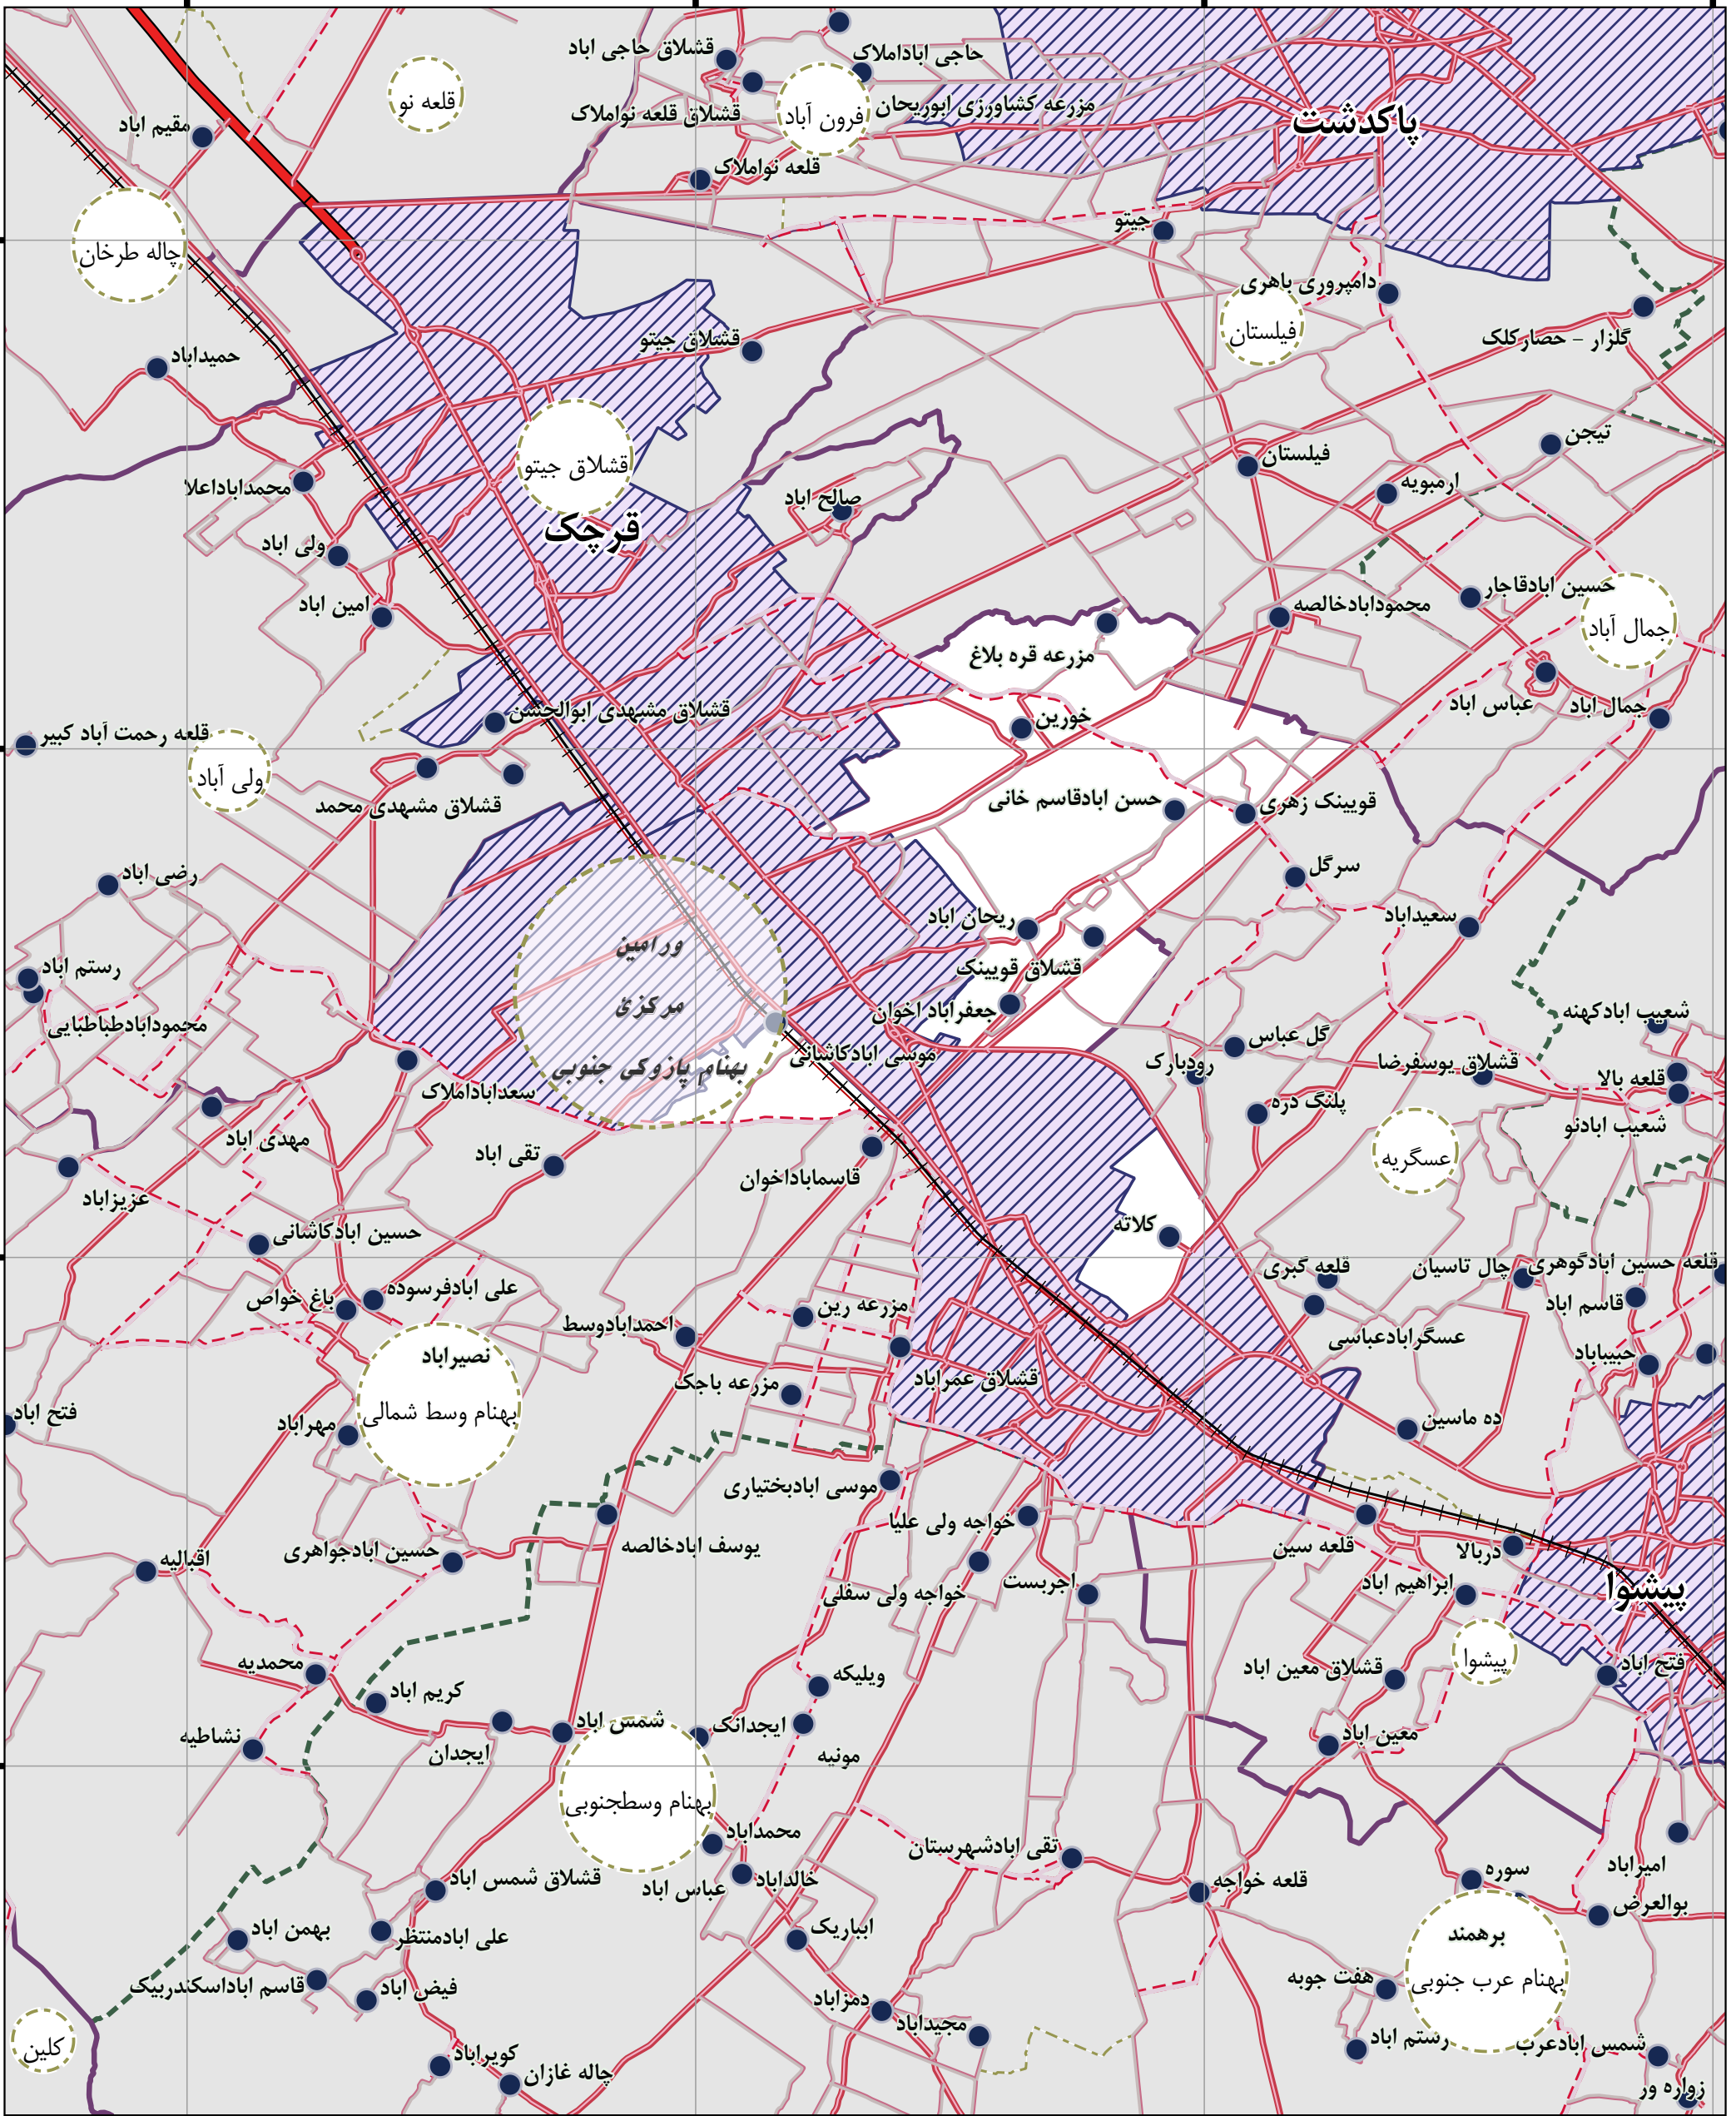 قشلاق حاجی اباد
حاجی اباداملاک
قلعه نو
مزرعه کشاورزی ابوریحان
قشلاق قلعه نواملاک
فرون آباد
پاکدشت
مقیم اباد
قلعه نواملاک
جیتو
چاله طرخان
دامپروری باهری
فیلستان
گلزار - حصارکلک
قشلاق جیتو
حمیداباد
تیجن
فیلستان
قشلاق جیتو
ارمبویه
محمداباداعلا
صالح اباد
قرچک
ولی اباد
حسین ابادقاجار
امین اباد
محمودابادخالصه
جمال آباد
مزرعه قره بلاغ
عباس اباد
جمال اباد
قشلاق مشهدی ابوالحسن
خورین
قلعه رحمت آباد کبیر
ولی آباد
قشلاق مشهدی محمد
حسن ابادقاسم خانی
قویینک زهری
سرگل
رضی اباد
ریحان اباد
سعیداباد
ورامین
مرکزی
بهنام پازوکی جنوبی
رستم اباد
قشلاق قویینک
جعفراباد اخوان
شعیب ابادکهنه
محمودابادطباطبایی
موسی ابادکاشانی
گل عباس
رودبارک
قشلاق یوسفرضا
قلعه بالا
سعداباداملاک
پلنگ دره
شعیب ابادنو
مهدی اباد
تقی اباد
عسگریه
قاسماباداخوان
عزیزاباد
کلاته
حسین ابادکاشانی
قلعه گبری
چال تاسیان
قلعه حسین ابادگوهری
علی ابادفرسوده
باغ خواص
قاسم اباد
مزرعه رین
احمدابادوسط
عسگرابادعباسی
نصیراباد
بهنام وسط شمالی
حبیباباد
مزرعه باجک
قشلاق عمراباد
فتح اباد
مهراباد
ده ماسین
موسی ابادبختیاری
خواجه ولی علیا
یوسف ابادخالصه
قلعه سین
دربالا
حسین ابادجواهری
اقبالیه
خواجه ولی سفلی
اجربست
ابراهیم اباد
پیشوا
پیشوا
محمدیه
ویلیکه
قشلاق معین اباد
فتح اباد
کریم اباد
شمس اباد
ایجدانک
نشاطیه
ایجدان
مونیه
معین اباد
بهنام وسطجنوبی
محمداباد
تقی ابادشهرستان
سوره
امیراباد
قشلاق شمس اباد
عباس اباد
خالداباد
قلعه خواجه
بوالعرض
بهمن اباد
علی ابادمنتظر
ابباریک
برهمند
بهنام عرب جنوبی
قاسم اباداسکندربیک
فیض اباد
دمزاباد
هفت جوبه
مجیداباد
کلین
کویراباد
رستم اباد
شمس ابادعرب
چاله غازان
زواره ور